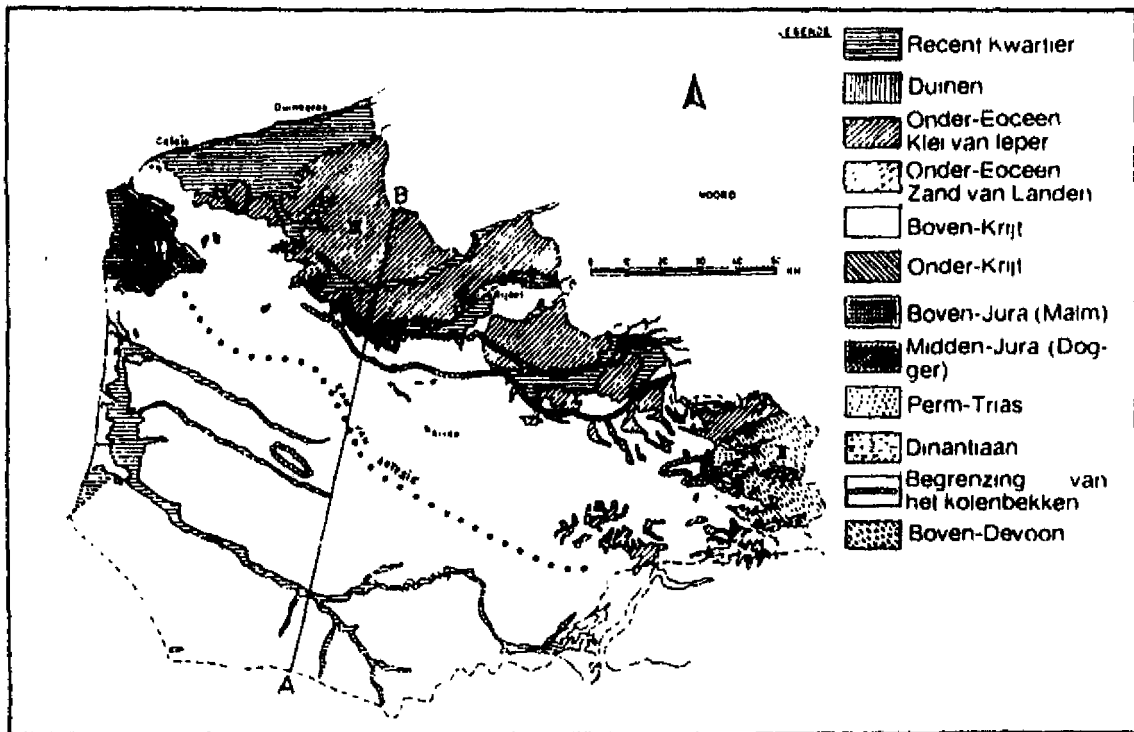 LEGENDE
Recent Kwartier
Duinen
Onder-Eoceen
Klei van Ieper
Onder-Eoceen
Zand van Landen
Boven-Krijt
Onder-Krijt
Boven-Jura (Malm)
Midden-Jura (Dog-
ger)
Perm-Trias
Dinantiaan
Begrenzing van
het kolenbekken
Boven-Devoon
Calais
NOORD
KM
B
A